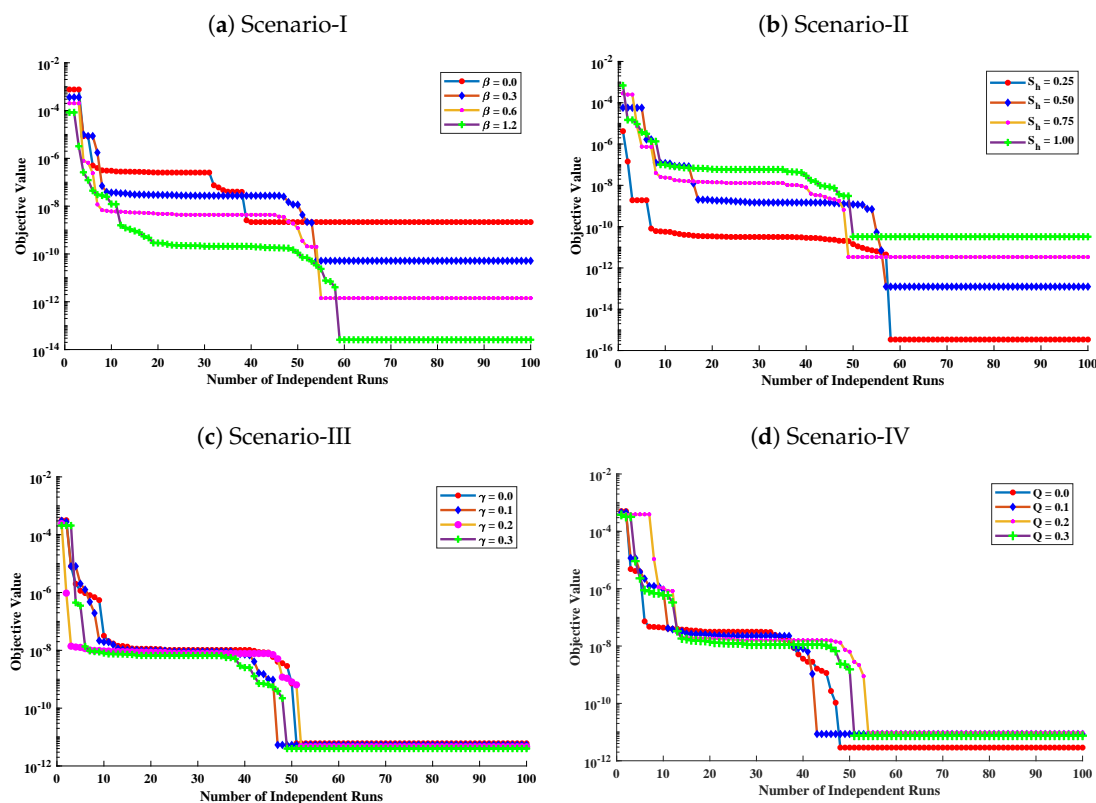 (a) Scenario-I
10^-2
10^-4
10^-6
10^-8
10^-10
10^-12
10^-14
Objective Value
β = 0.0
β = 0.3
β = 0.6
β = 1.2
0 10 20 30 40 50 60 70 80 90 100
Number of Independent Runs
(b) Scenario-II
10^-2
10^-4
10^-6
10^-8
10^-10
10^-12
10^-14
10^-16
Objective Value
S_h = 0.25
S_h = 0.50
S_h = 0.75
S_h = 1.00
0 10 20 30 40 50 60 70 80 90 100
Number of Independent Runs
(c) Scenario-III
10^-2
10^-4
10^-6
10^-8
10^-10
10^-12
Objective Value
γ = 0.0
γ = 0.1
γ = 0.2
γ = 0.3
0 10 20 30 40 50 60 70 80 90 100
Number of Independent Runs
(d) Scenario-IV
10^-2
10^-4
10^-6
10^-8
10^-10
10^-12
Objective Value
Q = 0.0
Q = 0.1
Q = 0.2
Q = 0.3
0 10 20 30 40 50 60 70 80 90 100
Number of Independent Runs